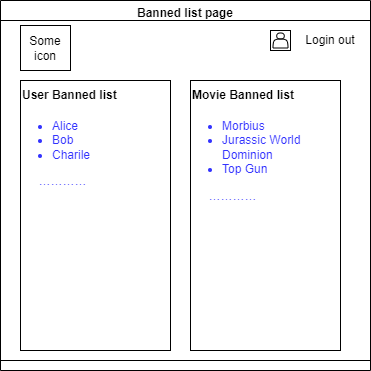 Banned list page
Some
icon
Login out
User Banned list
Alice
Bob
Charile
…………
Movie Banned list
Morbius
Jurassic World
Dominion
Top Gun
…………